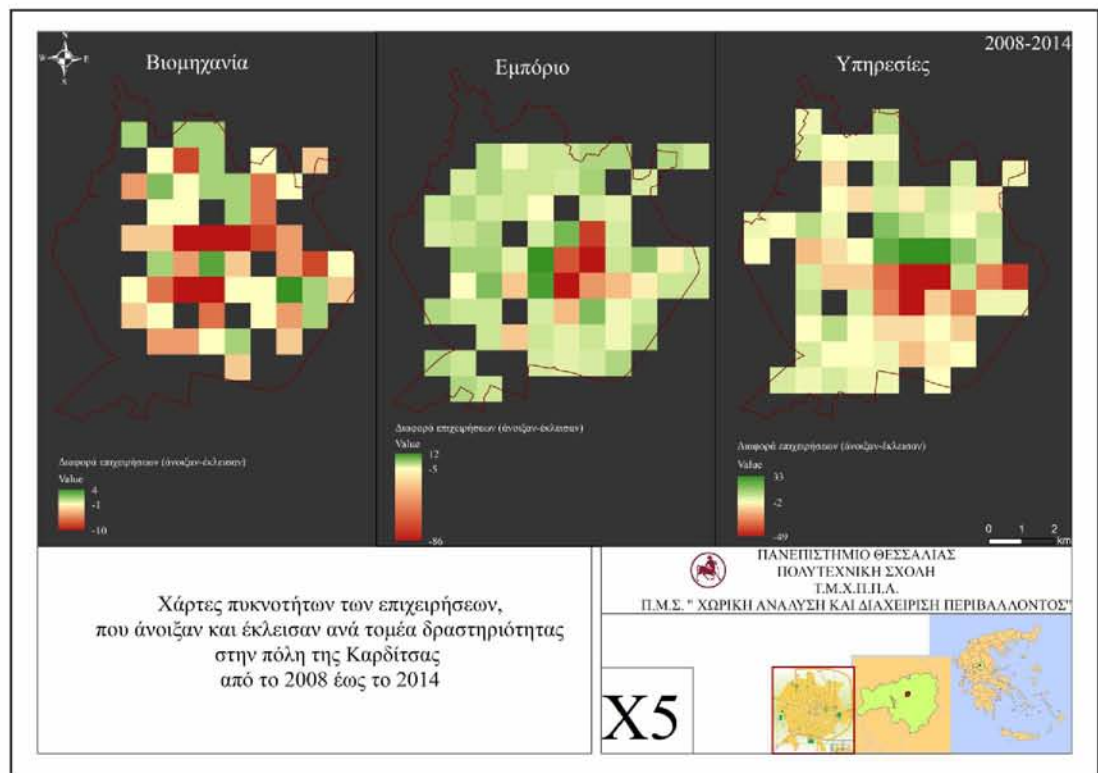 2008-2014
N
W E
S
Βιομηχανία
Εμπόριο
Υπηρεσίες
Διαφορά επιχειρήσεων (άνοιξαν-έκλεισαν)
Value
4
-1
-10
Διαφορά επιχειρήσεων (άνοιξαν-έκλεισαν)
Value
12
-5
-86
Διαφορά επιχειρήσεων (άνοιξαν-έκλεισαν)
Value
33
-2
-49
0 1 2
km
Χάρτες πυκνοτήτων των επιχειρήσεων,
που άνοιξαν και έκλεισαν ανά τομέα δραστηριότητας
στην πόλη της Καρδίτσας
από το 2008 έως το 2014
ΠΑΝΕΠΙΣΤΗΜΙΟ ΘΕΣΣΑΛΙΑΣ
ΠΟΛΥΤΕΧΝΙΚΗ ΣΧΟΛΗ
Τ.Μ.Χ.Π.Π.Α.
Π.Μ.Σ. " ΧΩΡΙΚΗ ΑΝΑΛΥΣΗ ΚΑΙ ΔΙΑΧΕΙΡΙΣΗ ΠΕΡΙΒΑΛΛΟΝΤΟΣ"
X5